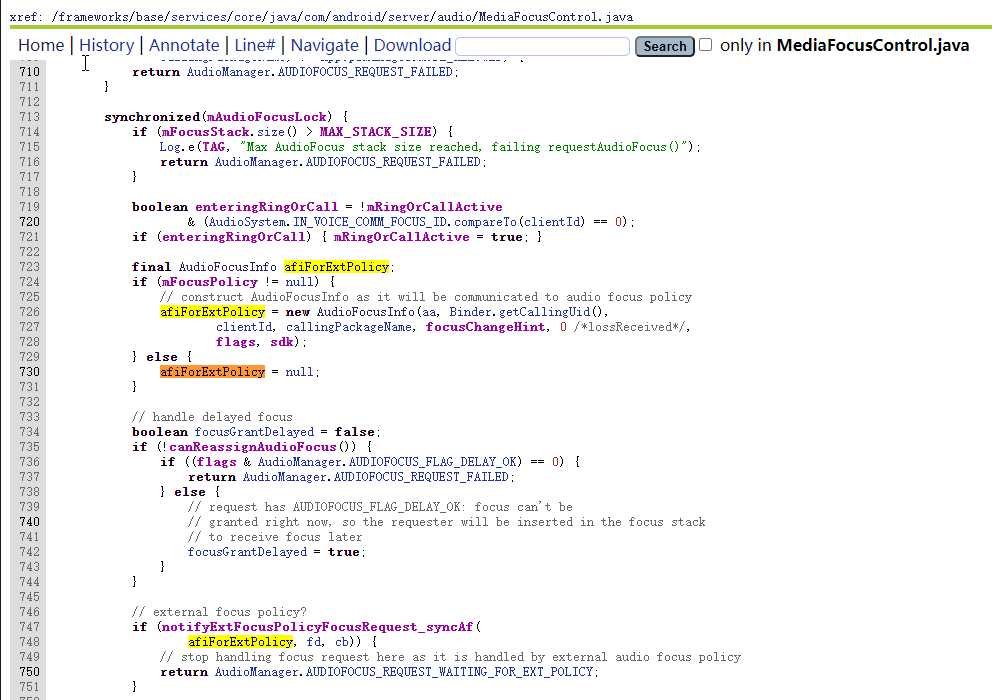 xref: /frameworks/base/services/core/java/com/android/server/audio/MediaFocusControl.java
Home | History | Annotate | Line# | Navigate | Download Search only in MediaFocusControl.java
710 return AudioManager.AUDIOFOCUS_REQUEST_FAILED;
711 }
712
713 synchronized(mAudioFocusLock) {
714 if (mFocusStack.size() > MAX_STACK_SIZE) {
715 Log.e(TAG, "Max AudioFocus stack size reached, failing requestAudioFocus()");
716 return AudioManager.AUDIOFOCUS_REQUEST_FAILED;
717 }
718
719 boolean enteringRingOrCall = !mRingOrCallActive
720 & (AudioSystem.IN_VOICE_COMM_FOCUS_ID.compareTo(clientId) == 0);
721 if (enteringRingOrCall) { mRingOrCallActive = true; }
722
723 final AudioFocusInfo afiForExtPolicy;
724 if (mFocusPolicy != null) {
725 // construct AudioFocusInfo as it will be communicated to audio focus policy
726 afiForExtPolicy = new AudioFocusInfo(aa, Binder.getCallingUid(),
727 clientId, callingPackageName, focusChangeHint, 0 /*lossReceived*/,
728 flags, sdk);
729 } else {
730 afiForExtPolicy = null;
731 }
732
733 // handle delayed focus
734 boolean focusGrantDelayed = false;
735 if (!canReassignAudioFocus()) {
736 if ((flags & AudioManager.AUDIOFOCUS_FLAG_DELAY_OK) == 0) {
737 return AudioManager.AUDIOFOCUS_REQUEST_FAILED;
738 } else {
739 // request has AUDIOFOCUS_FLAG_DELAY_OK: focus can't be
740 // granted right now, so the requester will be inserted in the focus stack
741 // to receive focus later
742 focusGrantDelayed = true;
743 }
744 }
745
746 // external focus policy?
747 if (notifyExtFocusPolicyFocusRequest_syncAf(
748 afiForExtPolicy, fd, cb)) {
749 // stop handling focus request here as it is handled by external audio focus policy
750 return AudioManager.AUDIOFOCUS_REQUEST_WAITING_FOR_EXT_POLICY;
751 }